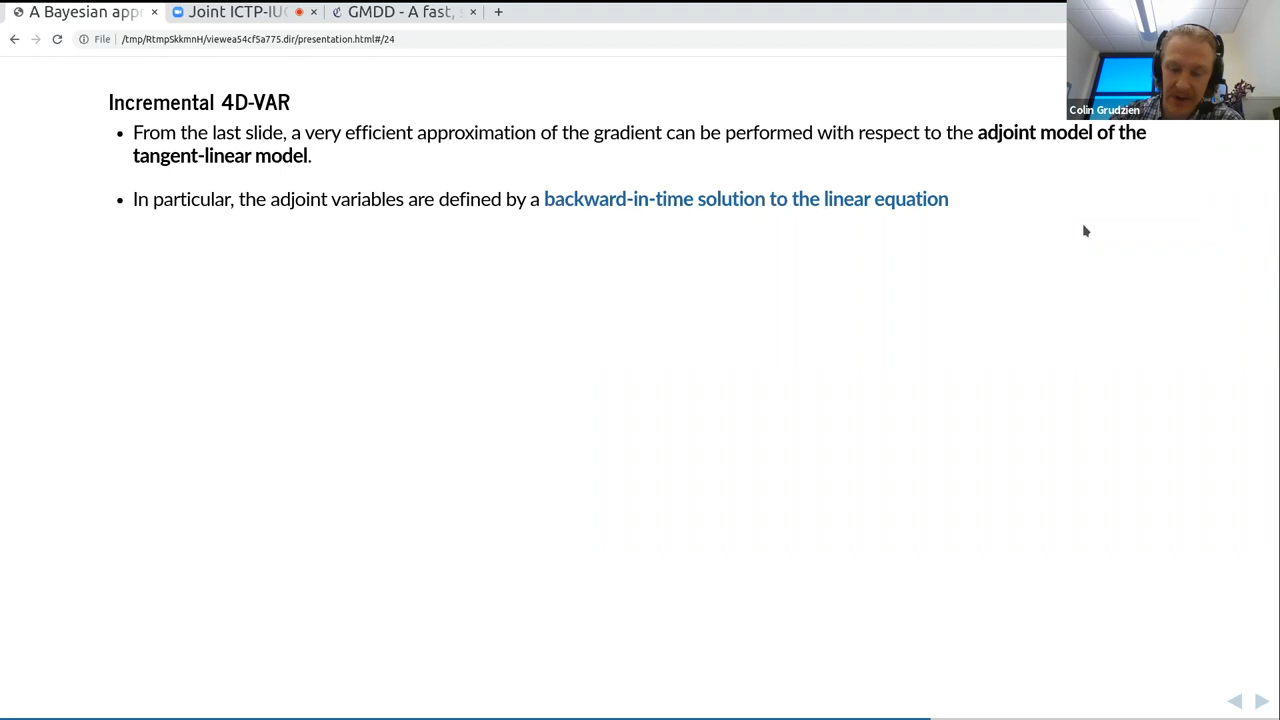 A Bayesian app
Joint ICTP-IU
GMDD - A fast,
File
/tmp/RtmpSkkmnH/viewea54cf5a775.dir/presentation.html#/24
Colin Grudzien
Incremental 4D-VAR
• From the last slide, a very efficient approximation of the gradient can be performed with respect to the adjoint model of the
tangent-linear model.
• In particular, the adjoint variables are defined by a backward-in-time solution to the linear equation